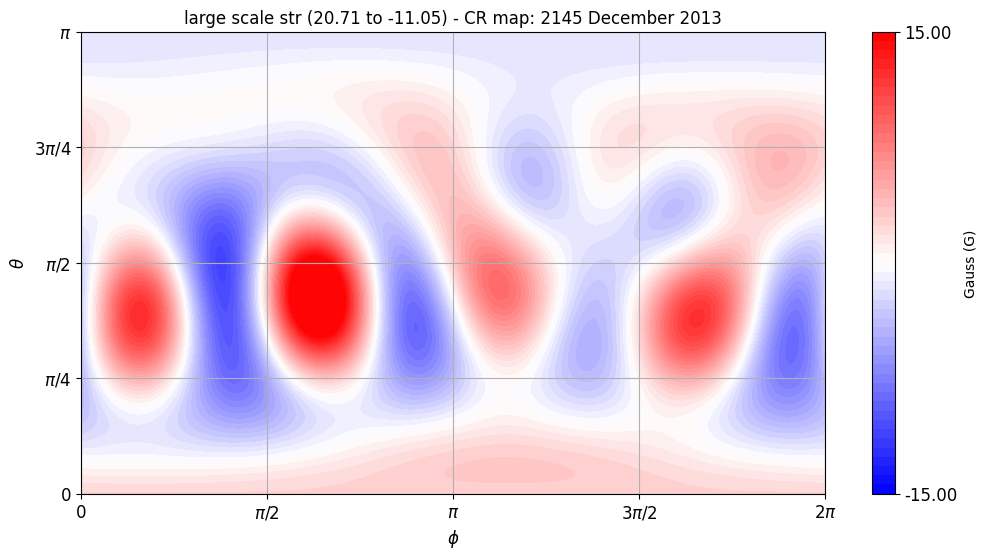 large scale str (20.71 to -11.05) - CR map: 2145 December 2013
π
3π/4
π/2
π/4
0
θ
0
π/2
π
3π/2
2π
ϕ
15.00
-15.00
Gauss (G)